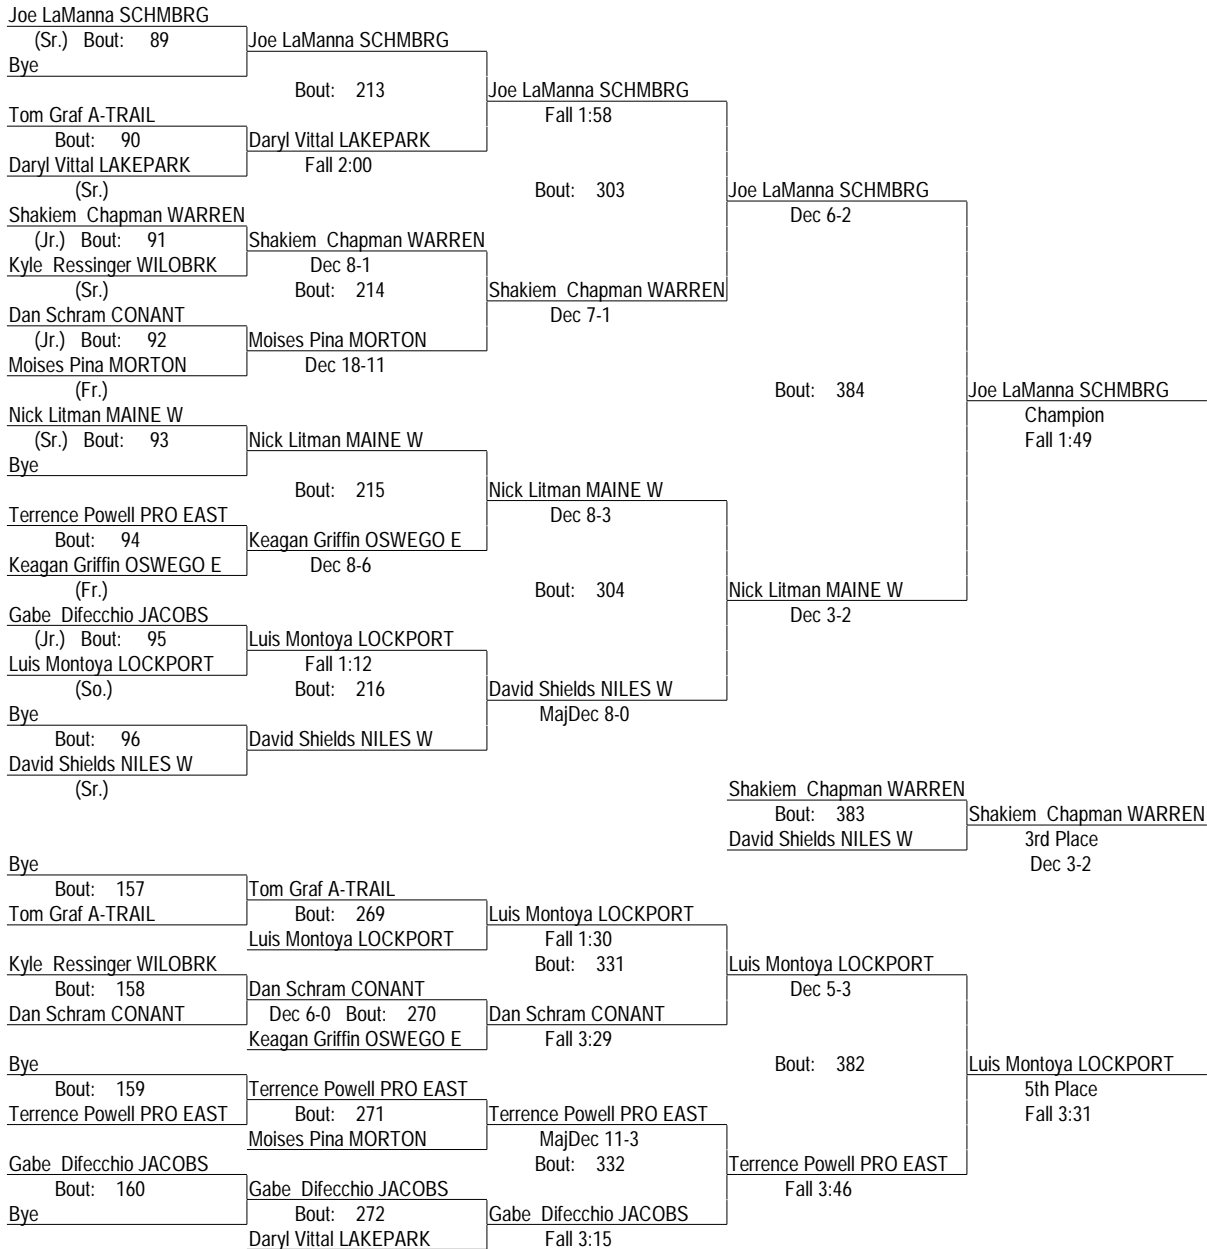 Joe LaManna SCHMBRG
(Sr.) Bout: 89 Joe LaManna SCHMBRG
Bye
Bout: 213 Joe LaManna SCHMBRG
Tom Graf A-TRAIL Fall 1:58
Bout: 90 Daryl Vittal LAKEPARK
Daryl Vittal LAKEPARK Fall 2:00
(Sr.) Bout: 303 Joe LaManna SCHMBRG
Shakiem Chapman WARREN Dec 6-2
(Jr.) Bout: 91 Shakiem Chapman WARREN
Kyle Ressinger WILOBRK Dec 8-1
(Sr.) Bout: 214 Shakiem Chapman WARREN
Dan Schram CONANT Dec 7-1
(Jr.) Bout: 92 Moises Pina MORTON
Moises Pina MORTON Dec 18-11
(Fr.) Bout: 384 Joe LaManna SCHMBRG
Nick Litman MAINE W Champion
(Sr.) Bout: 93 Nick Litman MAINE W Fall 1:49
Bye
Bout: 215 Nick Litman MAINE W
Terrence Powell PRO EAST Dec 8-3
Bout: 94 Keagan Griffin OSWEGO E
Keagan Griffin OSWEGO E Dec 8-6
(Fr.) Bout: 304 Nick Litman MAINE W
Gabe Difecchio JACOBS Dec 3-2
(Jr.) Bout: 95 Luis Montoya LOCKPORT
Luis Montoya LOCKPORT Fall 1:12
(So.) Bout: 216 David Shields NILES W
Bye MajDec 8-0
Bout: 96 David Shields NILES W
David Shields NILES W
(Sr.) Shakiem Chapman WARREN
Bout: 383 Shakiem Chapman WARREN
David Shields NILES W 3rd Place
Bye Dec 3-2
Bout: 157 Tom Graf A-TRAIL
Tom Graf A-TRAIL Bout: 269 Luis Montoya LOCKPORT
Luis Montoya LOCKPORT Fall 1:30
Kyle Ressinger WILOBRK Bout: 331 Luis Montoya LOCKPORT
Bout: 158 Dan Schram CONANT Dec 5-3
Dan Schram CONANT Dec 6-0 Bout: 270 Dan Schram CONANT
Keagan Griffin OSWEGO E Fall 3:29
Bye Bout: 382 Luis Montoya LOCKPORT
Bout: 159 Terrence Powell PRO EAST 5th Place
Terrence Powell PRO EAST Bout: 271 Terrence Powell PRO EAST Fall 3:31
Moises Pina MORTON MajDec 11-3
Gabe Difecchio JACOBS Bout: 332 Terrence Powell PRO EAST
Bout: 160 Gabe Difecchio JACOBS Fall 3:46
Bye Bout: 272 Gabe Difecchio JACOBS
Daryl Vittal LAKEPARK Fall 3:15